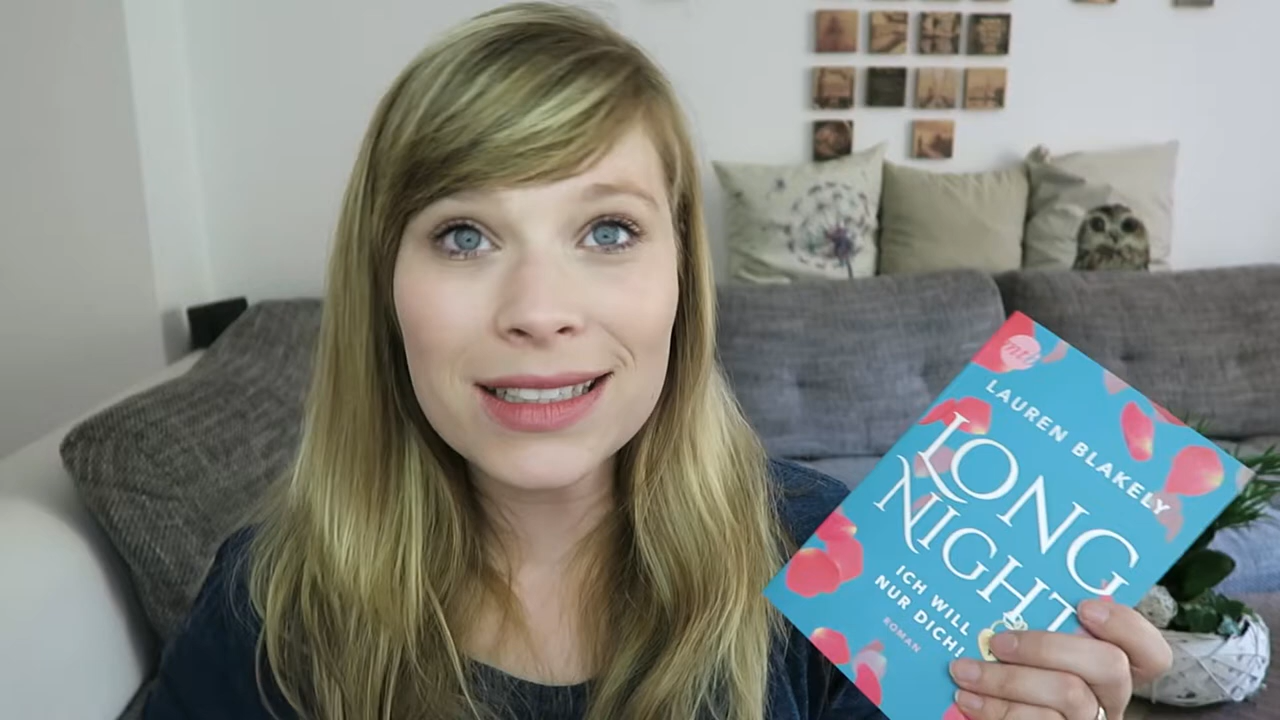 mtb
LAUREN BLAKELY
LONG
NIGHT
ICH WILL
NUR DICH!
ROMAN